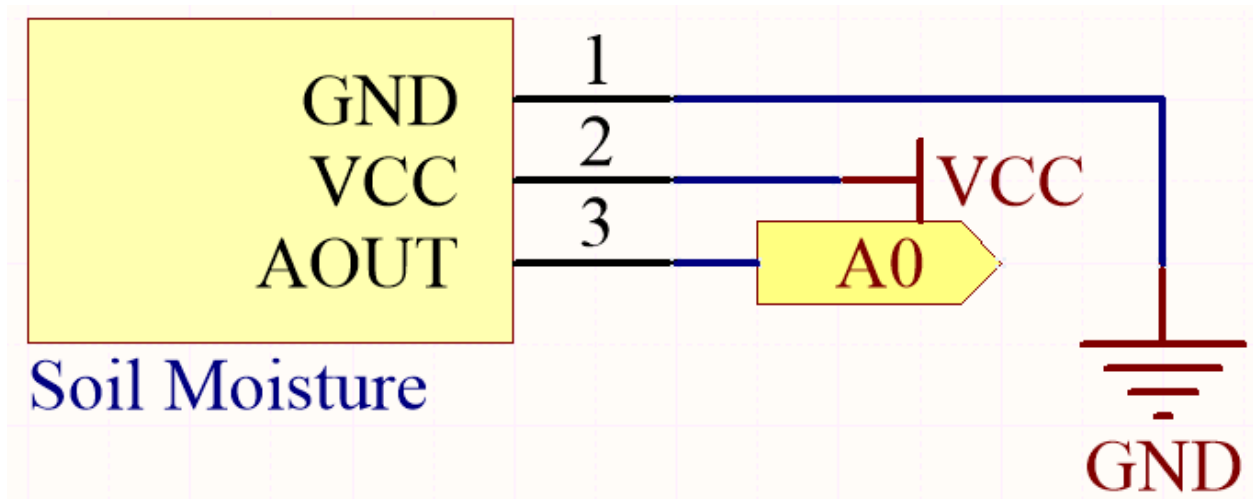 1
GND
2
VCC VCC
3
AOUT A0
Soil Moisture
GND